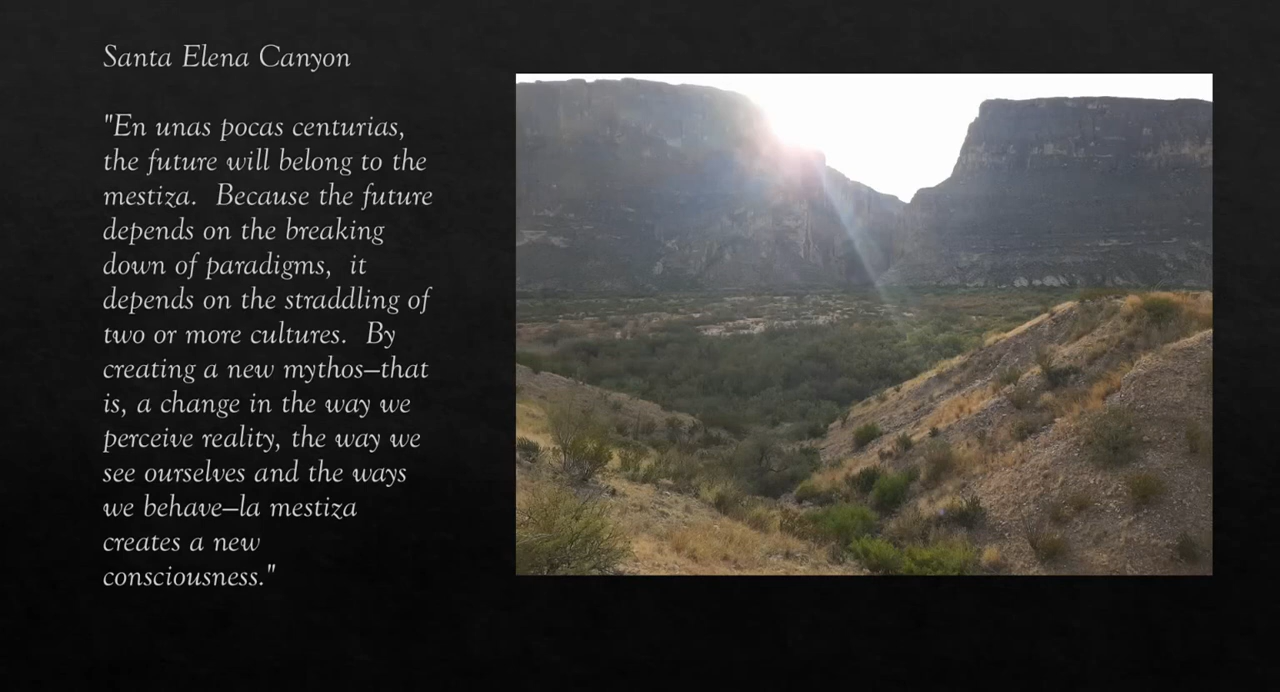 Santa Elena Canyon
"En unas pocas centurias,
the future will belong to the
mestiza.  Because the future
depends on the breaking
down of paradigms,  it
depends on the straddling of
two or more cultures.  By
creating a new mythos—that
is, a change in the way we
perceive reality, the way we
see ourselves and the ways
we behave—la mestiza
creates a new
consciousness."